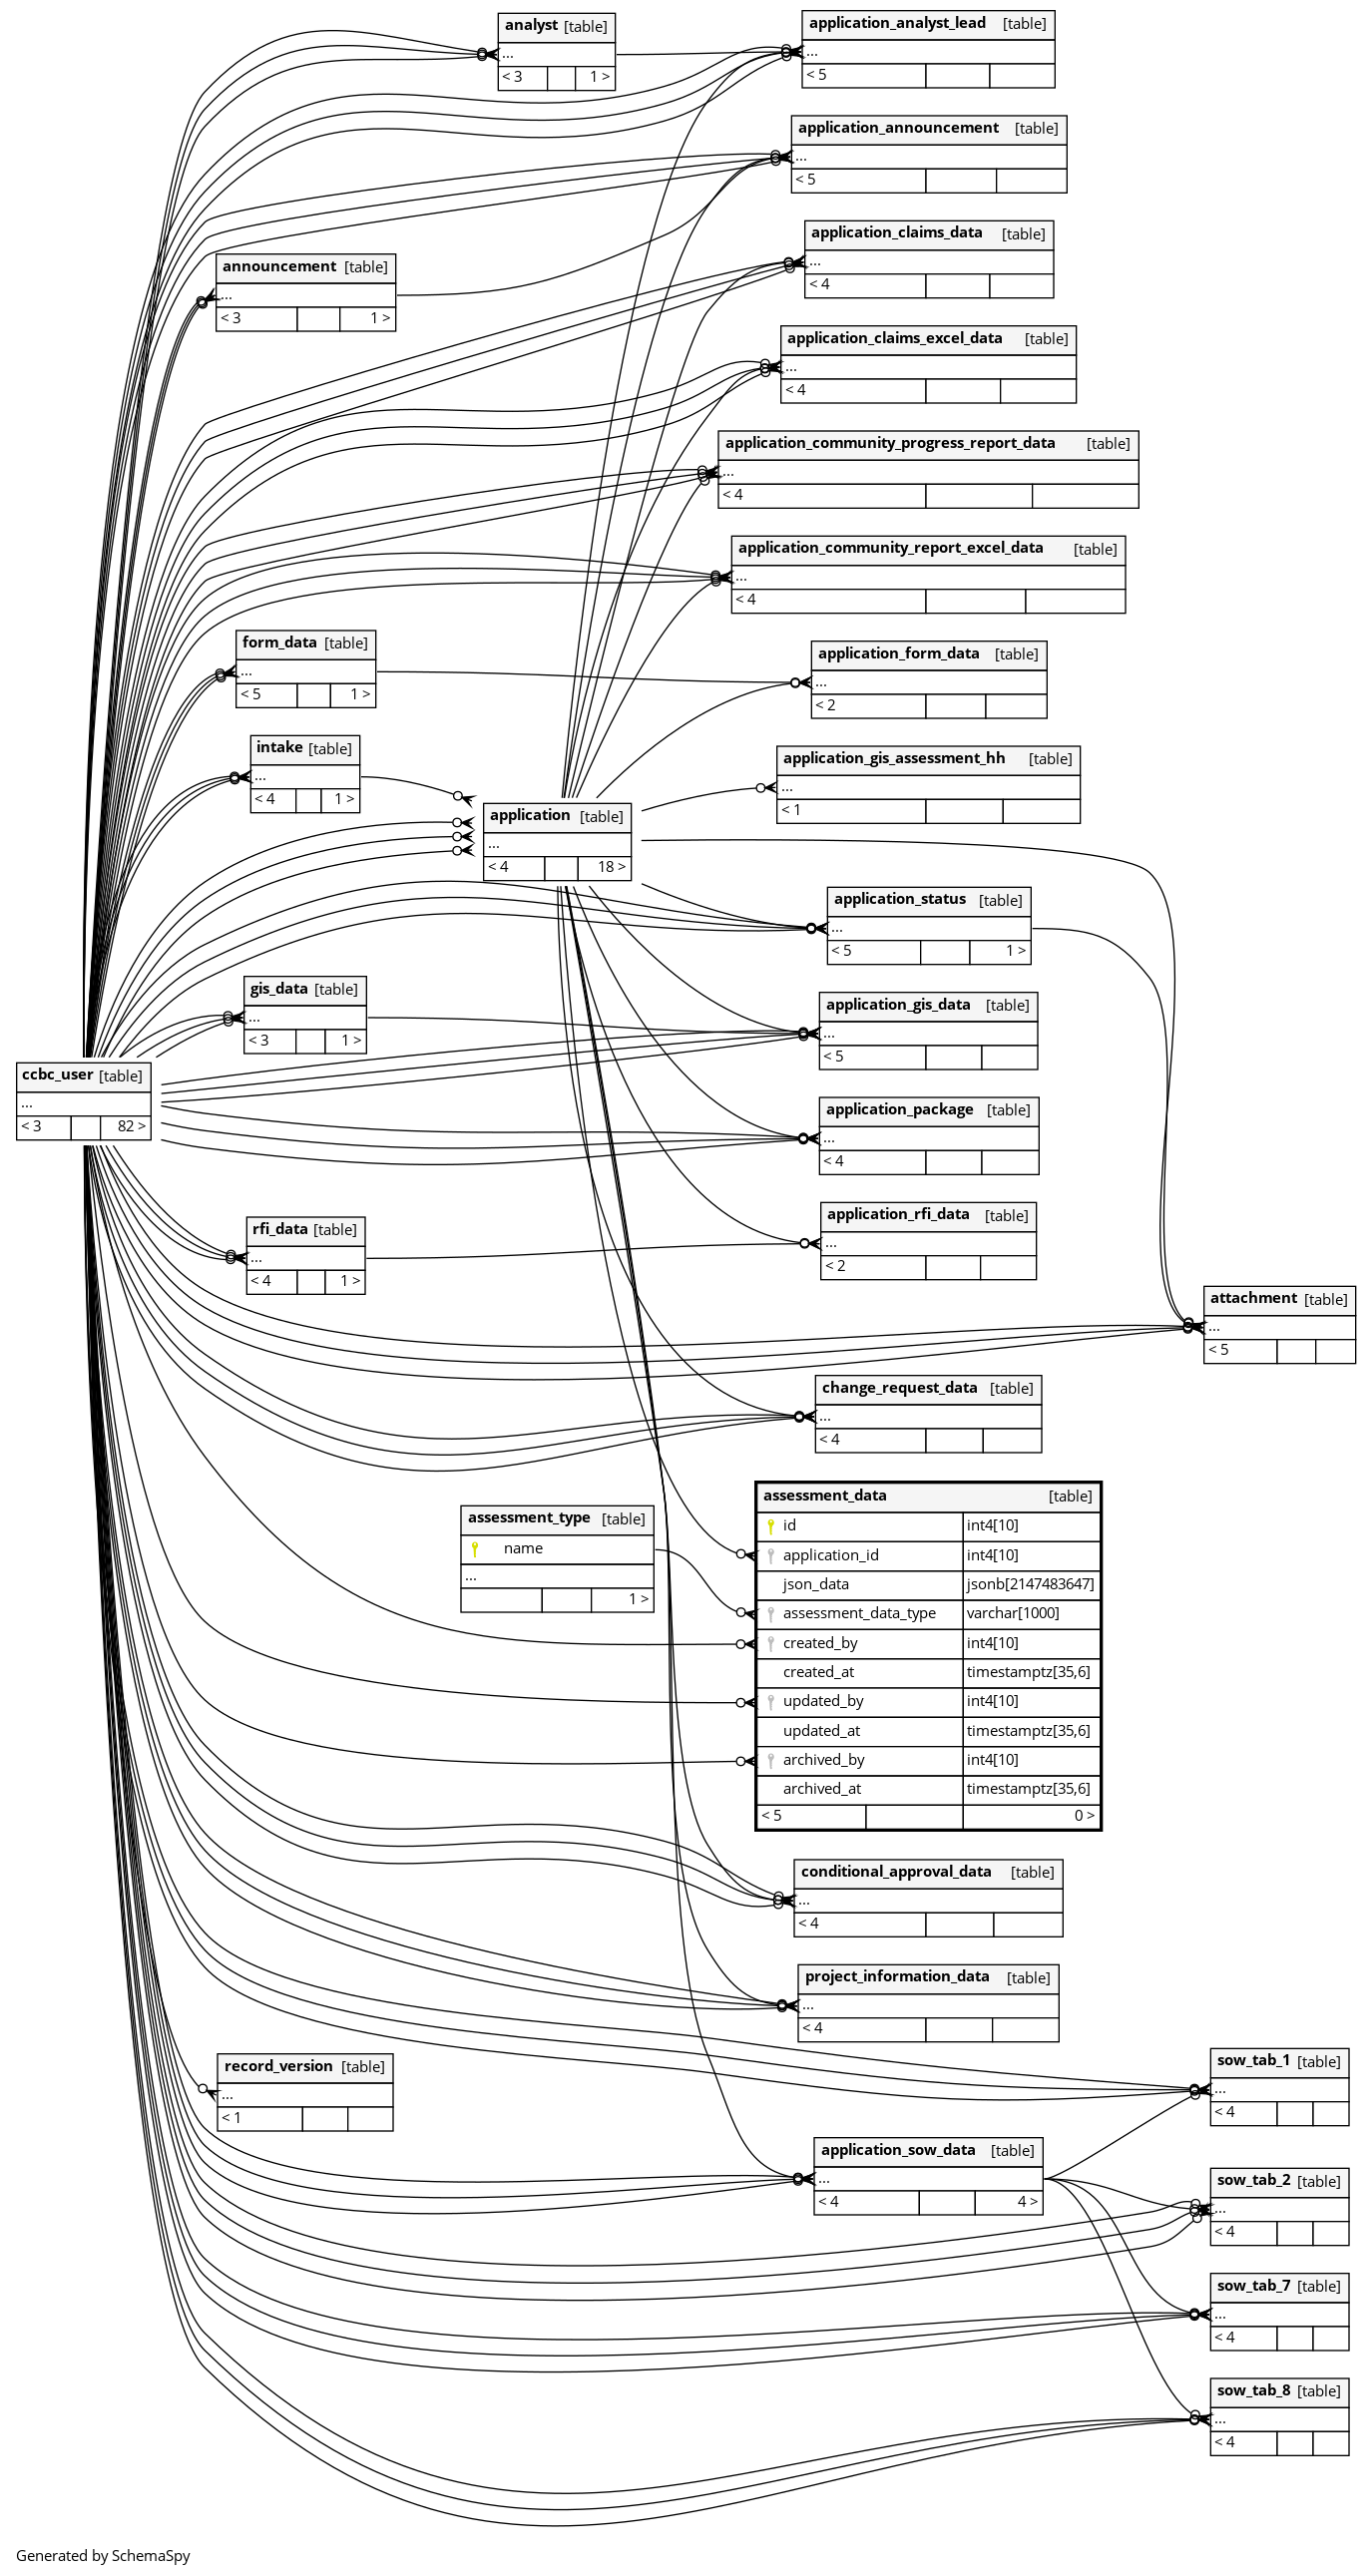 analyst [table]
...
< 3 1 >
application_analyst_lead [table]
...
< 5
application_announcement [table]
...
< 5
application_claims_data [table]
...
< 4
announcement [table]
...
< 3 1 >
application_claims_excel_data [table]
...
< 4
application_community_progress_report_data [table]
...
< 4
application_community_report_excel_data [table]
...
< 4
form_data [table]
...
< 5 1 >
application_form_data [table]
...
< 2
intake [table]
...
< 4 1 >
application_gis_assessment_hh [table]
...
< 1
application [table]
...
< 4 18 >
application_status [table]
...
< 5 1 >
gis_data [table]
...
< 3 1 >
application_gis_data [table]
...
< 5
ccbc_user [table]
...
< 3 82 >
application_package [table]
...
< 4
rfi_data [table]
...
< 4 1 >
application_rfi_data [table]
...
< 2
attachment [table]
...
< 5
change_request_data [table]
...
< 4
assessment_type [table]
name
...
1 >
assessment_data [table]
id int4[10]
application_id int4[10]
json_data jsonb[2147483647]
assessment_data_type varchar[1000]
created_by int4[10]
created_at timestamptz[35,6]
updated_by int4[10]
updated_at timestamptz[35,6]
archived_by int4[10]
archived_at timestamptz[35,6]
< 5 0 >
conditional_approval_data [table]
...
< 4
project_information_data [table]
...
< 4
record_version [table]
...
< 1
sow_tab_1 [table]
...
< 4
application_sow_data [table]
...
< 4 4 >
sow_tab_2 [table]
...
< 4
sow_tab_7 [table]
...
< 4
sow_tab_8 [table]
...
< 4
Generated by SchemaSpy